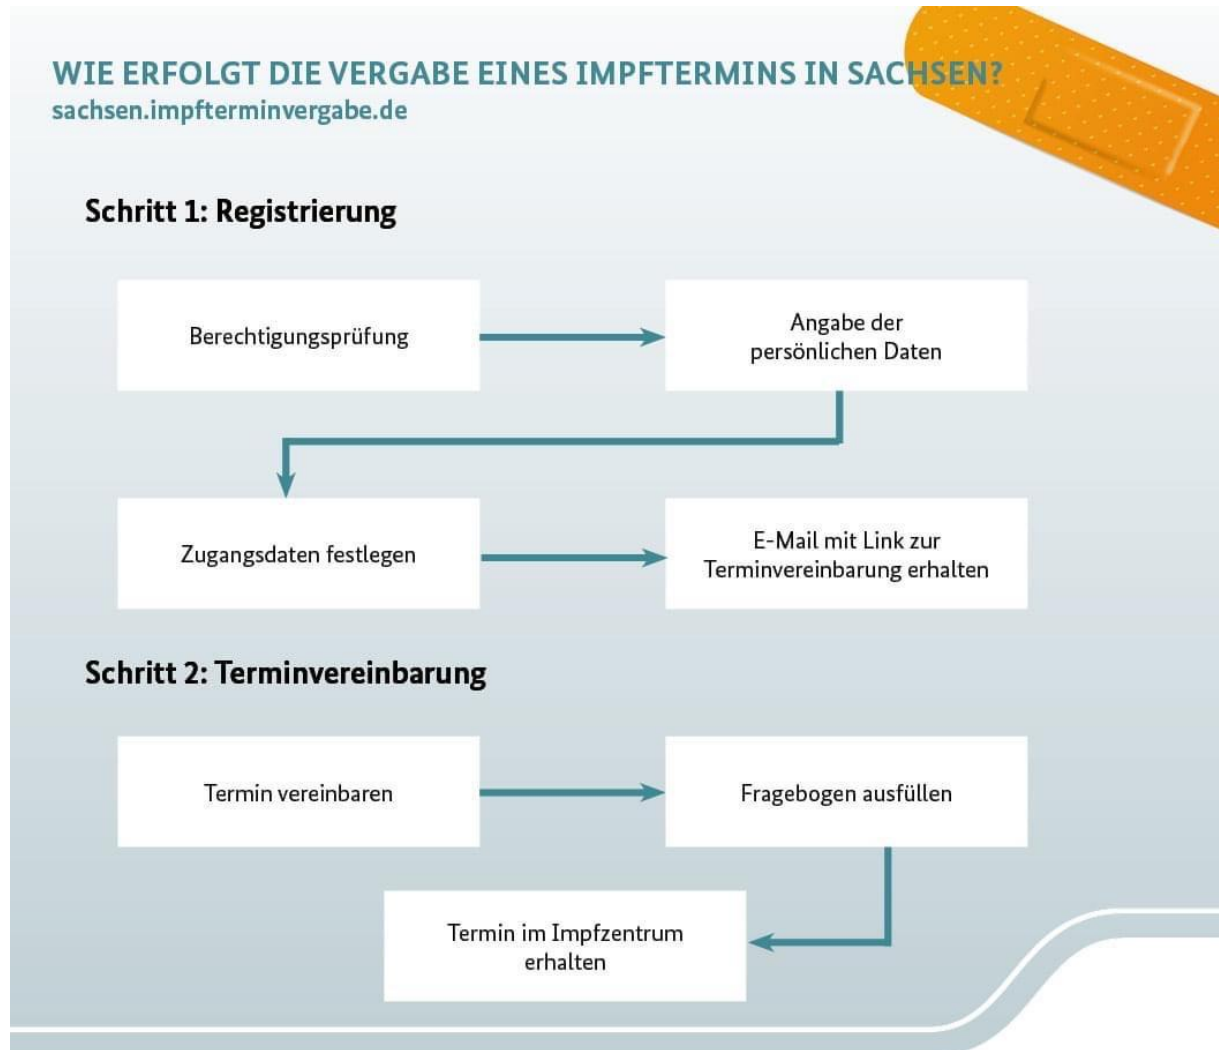 WIE ERFOLGT DIE VERGABE EINES IMPFTERMINS IN SACHSEN?
sachsen.impfterminvergabe.de
Schritt 1: Registrierung
Berechtigungsprüfung
Angabe der
persönlichen Daten
Zugangsdaten festlegen
E-Mail mit Link zur
Terminvereinbarung erhalten
Schritt 2: Terminvereinbarung
Termin vereinbaren
Fragebogen ausfüllen
Termin im Impfzentrum
erhalten